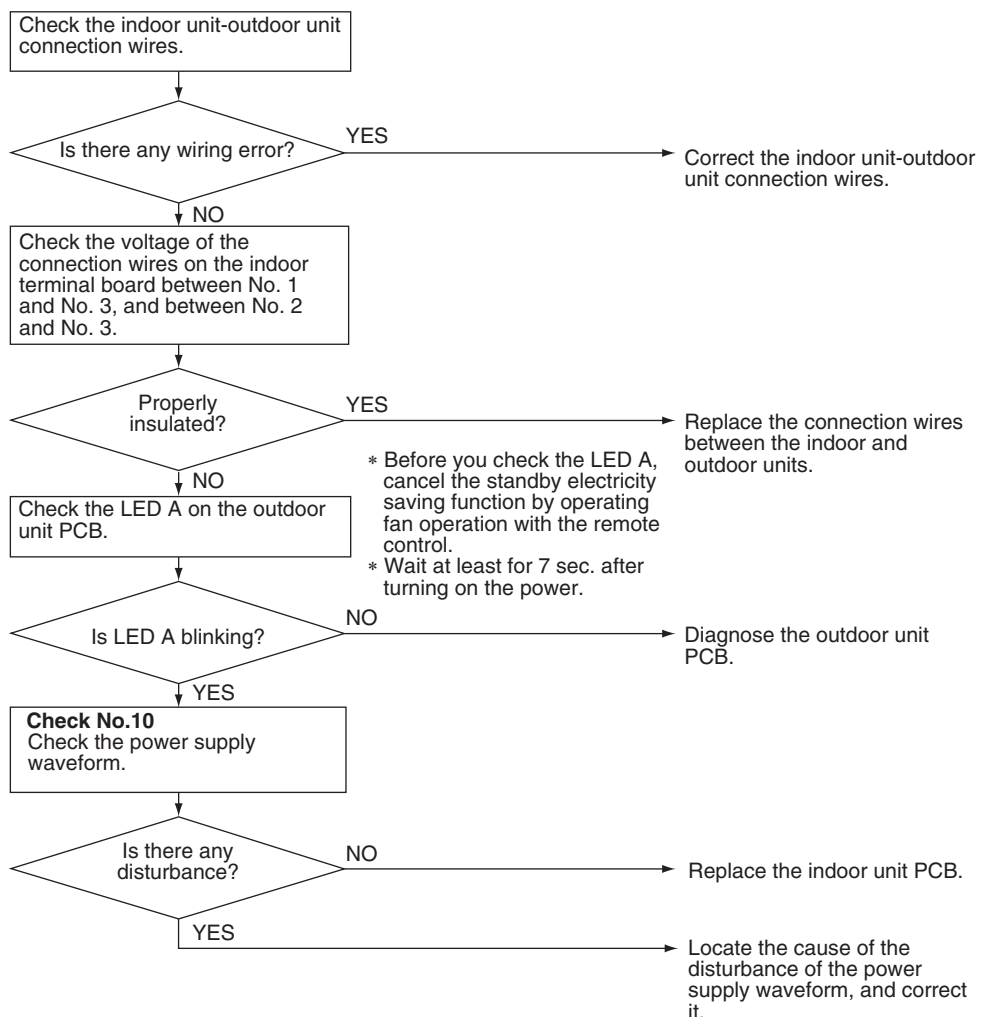 Check the indoor unit-outdoor unit
connection wires.
Is there any wiring error?
YES
Correct the indoor unit-outdoor
unit connection wires.
NO
Check the voltage of the
connection wires on the indoor
terminal board between No. 1
and No. 3, and between No. 2
and No. 3.
Properly
insulated?
YES
Replace the connection wires
between the indoor and
outdoor units.
NO
∗ Before you check the LED A,
cancel the standby electricity
saving function by operating
fan operation with the remote
control.
∗ Wait at least for 7 sec. after
turning on the power.
Check the LED A on the outdoor
unit PCB.
Is LED A blinking?
NO
Diagnose the outdoor unit
PCB.
YES
Check No.10
Check the power supply
waveform.
Is there any
disturbance?
NO
Replace the indoor unit PCB.
YES
Locate the cause of the
disturbance of the power
supply waveform, and correct
it.